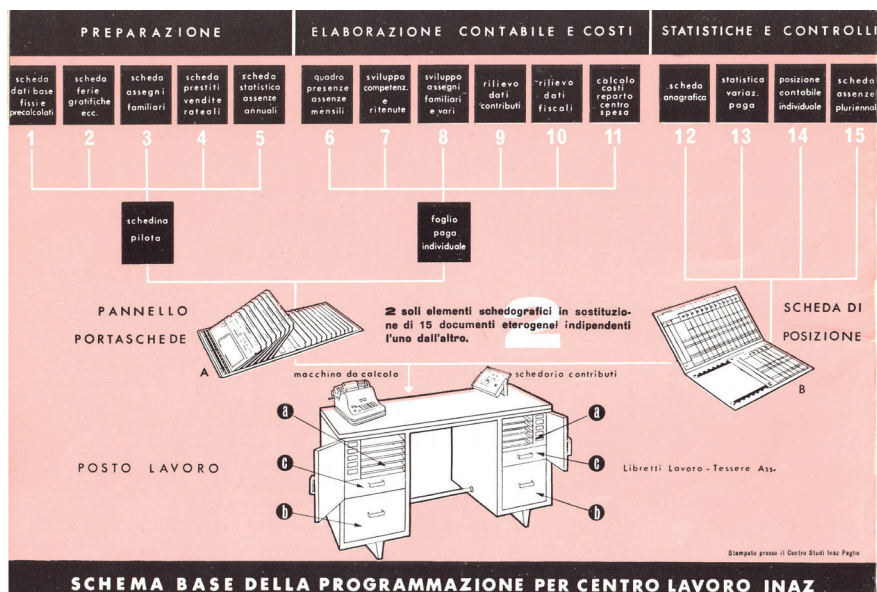 PREPARAZIONE
ELABORAZIONE CONTABILE E COSTI
STATISTICHE E CONTROLLI
scheda
dati base
fissi e
precalcolati
scheda
ferie
gratifiche
ecc.
scheda
assegni
familiari
scheda
prestiti
vendite
rateali
scheda
statistica
assenze
annuali
quadro
presenze
assenze
mensili
sviluppo
competenz.
e
ritenute
sviluppo
assegni
familiari
e vari
rilievo
dati
contributi
rilievo
dati
fiscali
calcolo
costi
reparto
centro
spesa
scheda
anagrafica
statistica
variaz.
paga
posizione
contabile
individuale
scheda
assenze
pluriennal
1 2 3 4 5 6 7 8 9 10 11 12 13 14 15
schedina
pilota
foglio
paga
individuale
PANNELLO
PORTASCHEDE
A
2
2 soli elementi schedografici in sostituzio-
ne di 15 documenti eterogenei indipendenti
l'uno dall'altro.
SCHEDA DI
POSIZIONE
B
macchina da calcolo
schedario contributi
a
a
c
c
b
b
POSTO LAVORO
Libretti Lavoro - Tessere Ass.
Stampato presso il Centro Studi Inaz Paghe
SCHEMA BASE DELLA PROGRAMMAZIONE PER CENTRO LAVORO INAZ